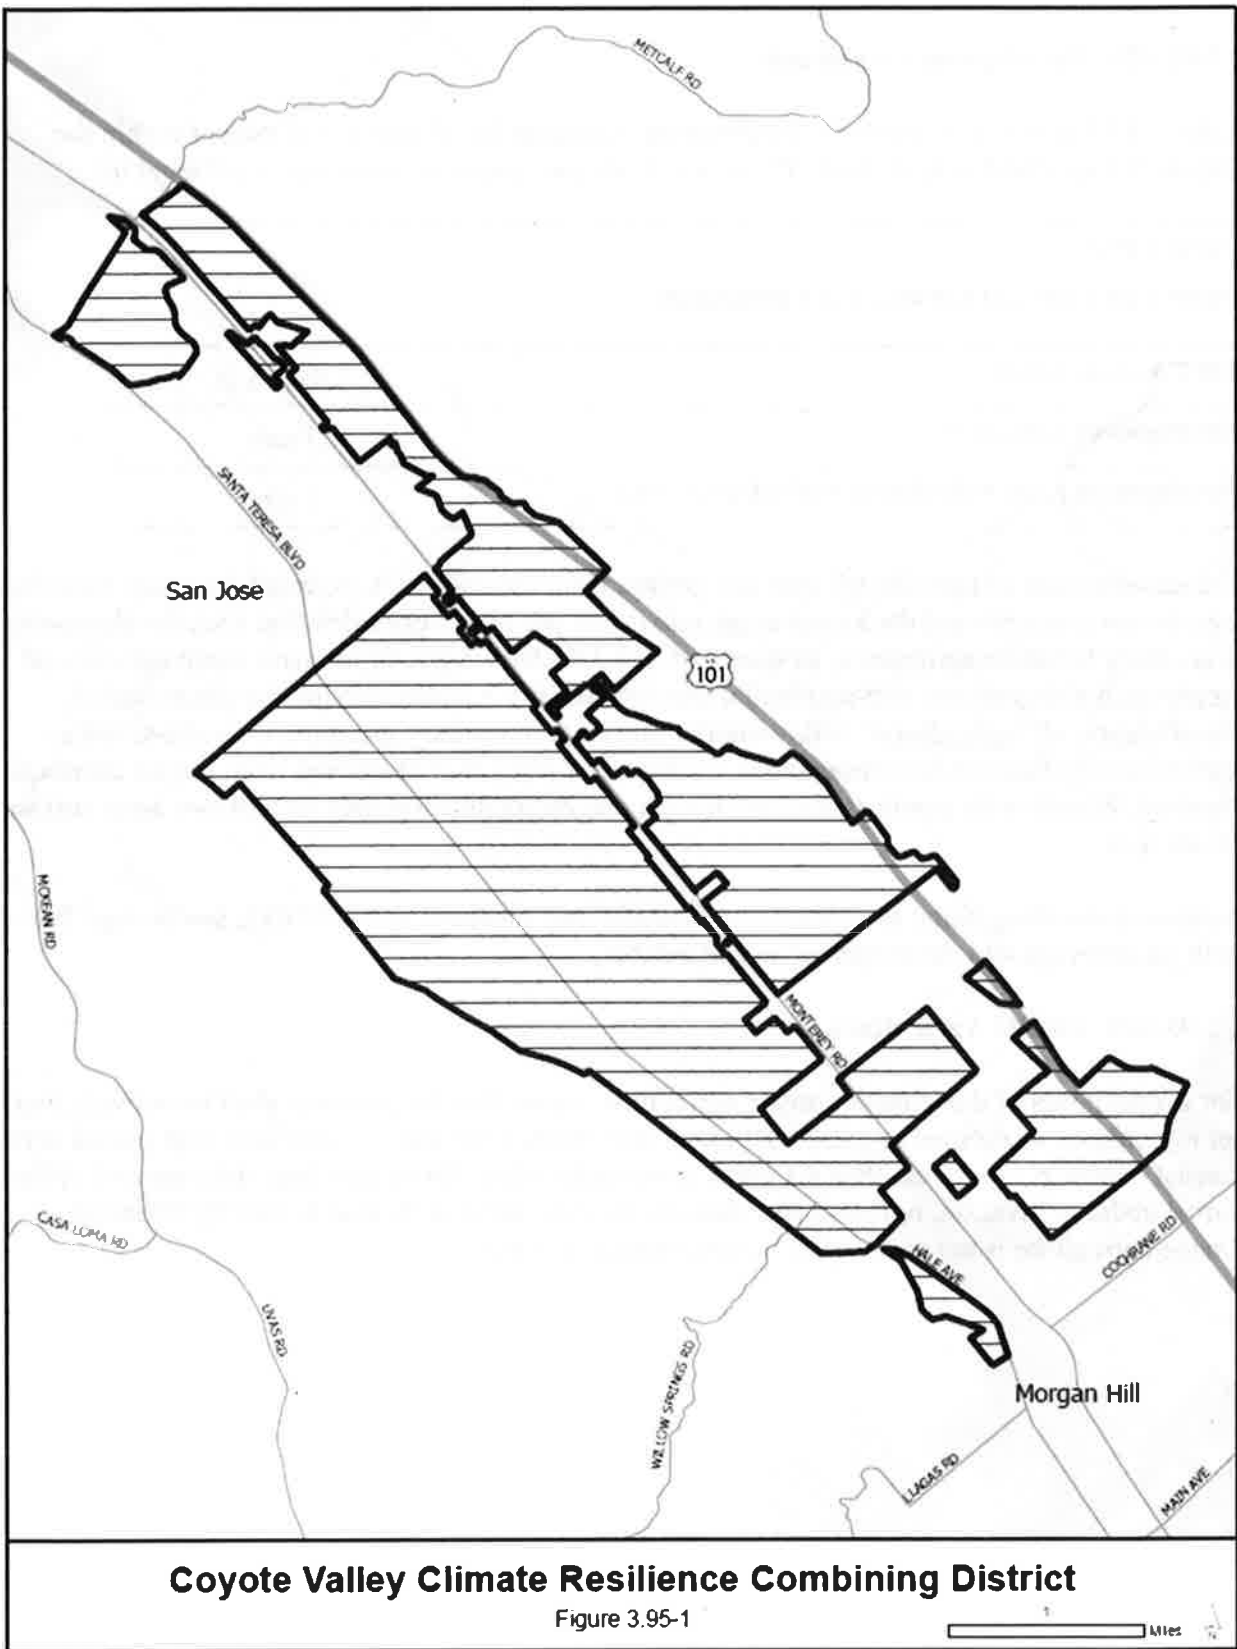 METCALF RD
SANTA TERESA BLVD
San Jose
101
MCKEAN RD
MONTEREY RD
CASA LOMA RD
UVAS RD
HALE AVE
COCHRANE RD
WILLOW SPRINGS RD
Morgan Hill
LLAGAS RD
MAIN AVE
Coyote Valley Climate Resilience Combining District
Figure 3.95-1
1
Miles